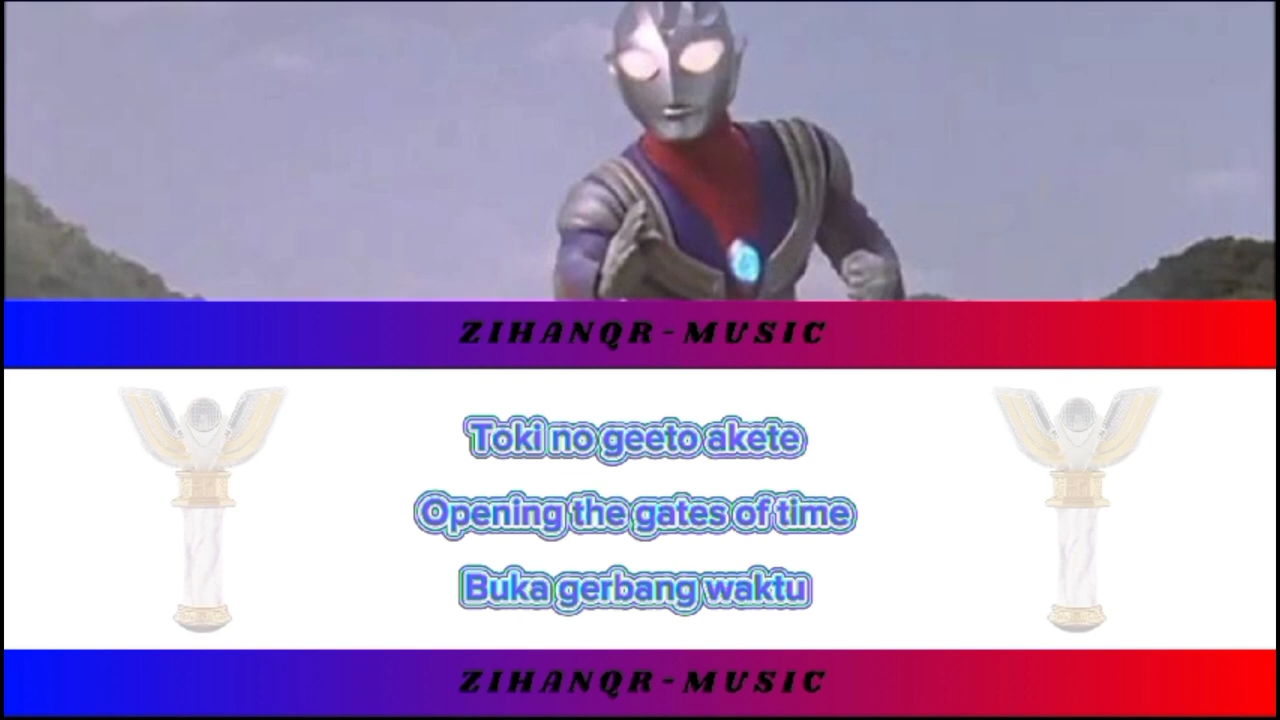 ZIHANQR-MUSIC
Toki no geeto akete
Opening the gates of time
Buka gerbang waktu
ZIHANQR-MUSIC